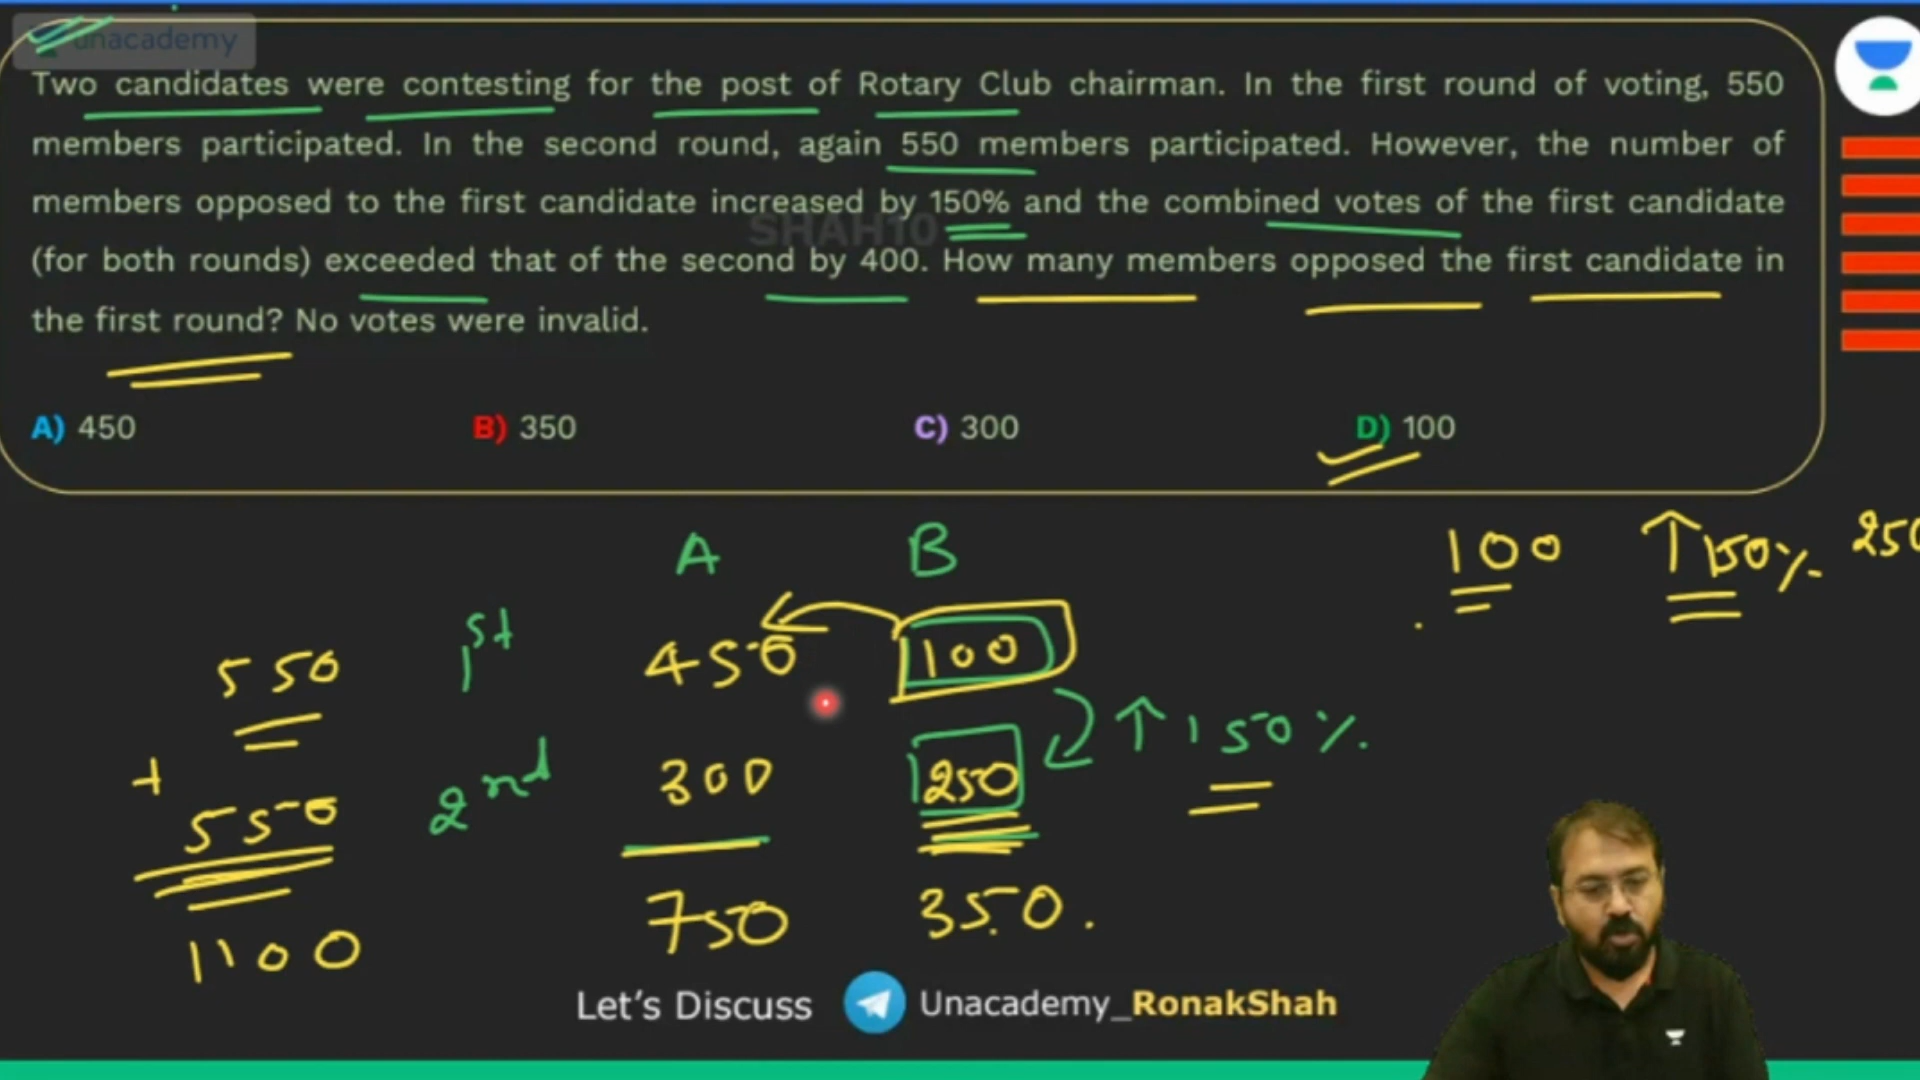 unacademy
Two candidates were contesting for the post of Rotary Club chairman. In the first round of voting, 550
members participated. In the second round, again 550 members participated. However, the number of
members opposed to the first candidate increased by 150% and the combined votes of the first candidate
SHAH10
(for both rounds) exceeded that of the second by 400. How many members opposed the first candidate in
the first round? No votes were invalid.
A) 450 B) 350 C) 300 D) 100
A B
100 ↑150% 250
550 1st 450 100
+ 550 2nd 300 250 ↑150%.
1100 750 350.
Let's Discuss Unacademy_RonakShah